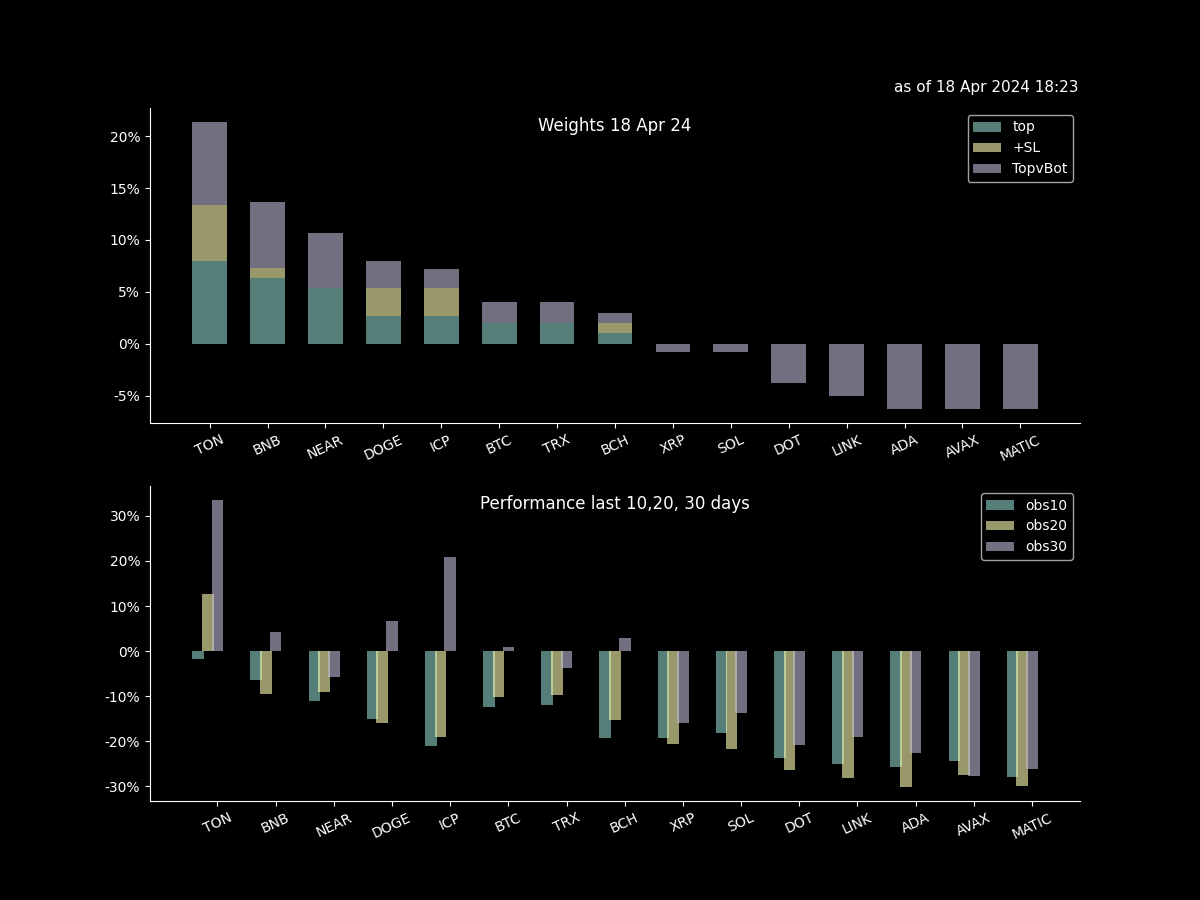 as of 18 Apr 2024 18:23
Weights 18 Apr 24
top
+SL
TopvBot
20%
15%
10%
5%
0%
-5%
TON BNB NEAR DOGE ICP BTC TRX BCH XRP SOL DOT LINK ADA AVAX MATIC
Performance last 10,20, 30 days
obs10
obs20
obs30
30%
20%
10%
0%
-10%
-20%
-30%
TON BNB NEAR DOGE ICP BTC TRX BCH XRP SOL DOT LINK ADA AVAX MATIC